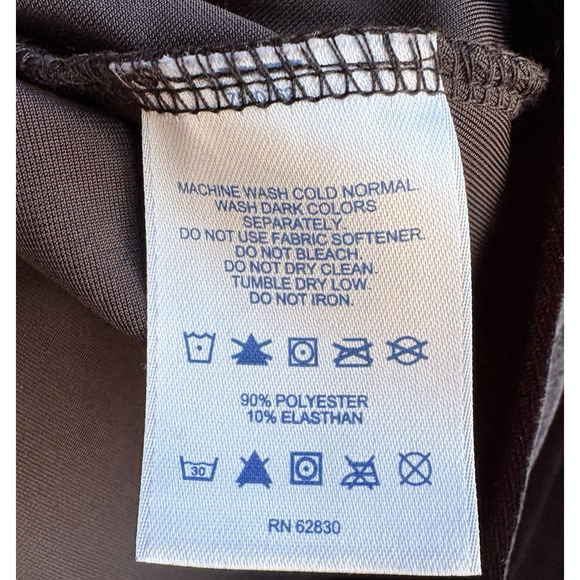 MACHINE WASH COLD NORMAL.
WASH DARK COLORS
SEPARATELY.
DO NOT USE FABRIC SOFTENER.
DO NOT BLEACH.
DO NOT DRY CLEAN.
TUMBLE DRY LOW.
DO NOT IRON.
90% POLYESTER
10% ELASTHAN
30
RN 62830